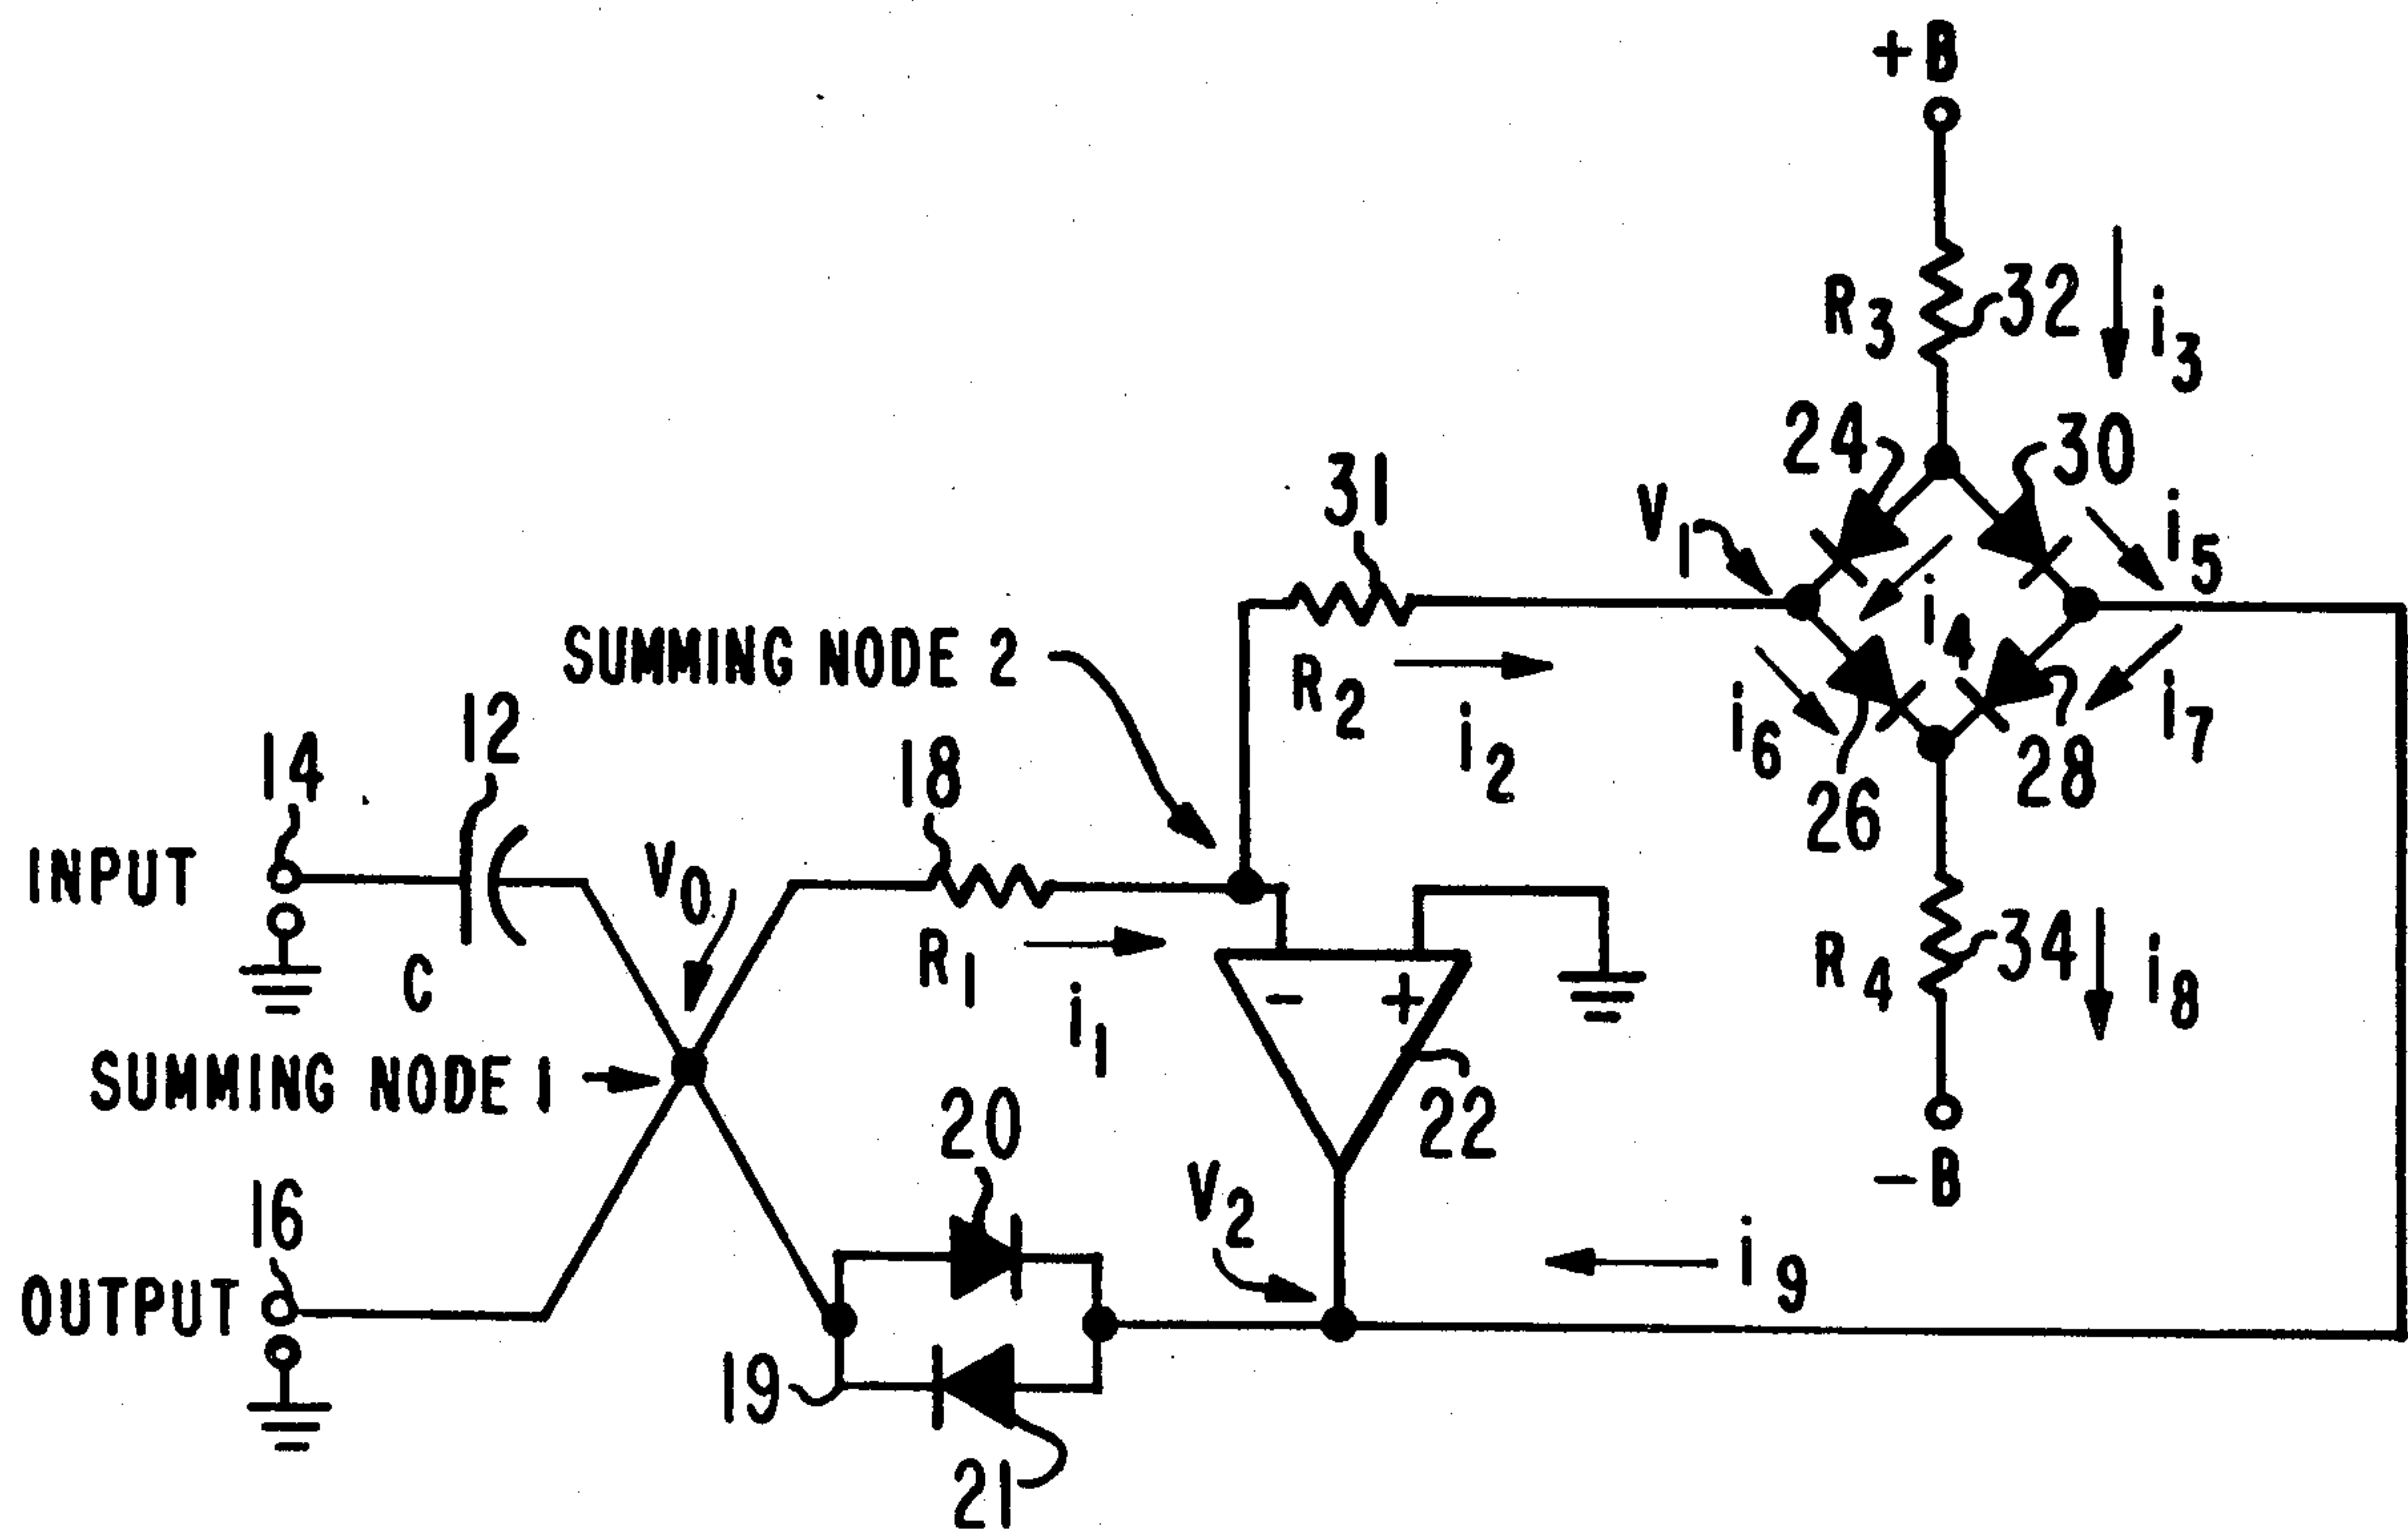 +B
R3
32
i3
24
30
31
V1
i5
SUMMING NODE 2
R2
i2
i4
i6
i7
26
28
14
12
18
INPUT
V0
C
R1
i1
- +
R4
34
i8
SUMMING NODE 1
20
22
-B
16
V2
i9
OUTPUT
19
21